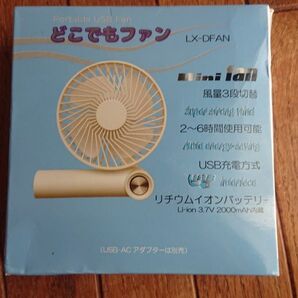 Portable USB Fan
どこでもファン
LX-DFAN
Mini fan
風量3段切替
Super strong wind
2～6時間使用可能
USB充電方式
リチウムイオンバッテリー
Li-ion 3.7V 2000mAh内蔵
(USB-ACアダプターは別売)